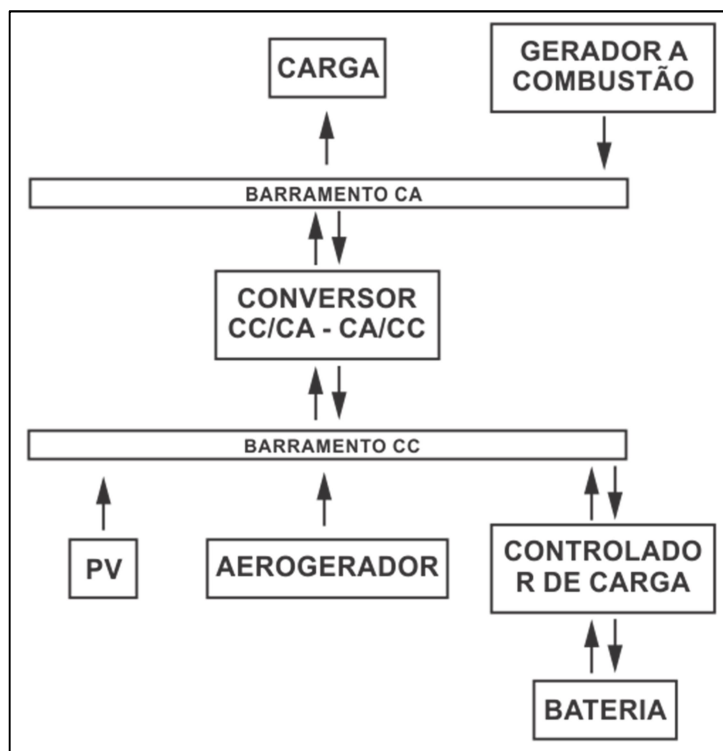 CARGA
GERADOR A
COMBUSTÃO
BARRAMENTO CA
CONVERSOR
CC/CA - CA/CC
BARRAMENTO CC
PV
AEROGERADOR
CONTROLADO
R DE CARGA
BATERIA